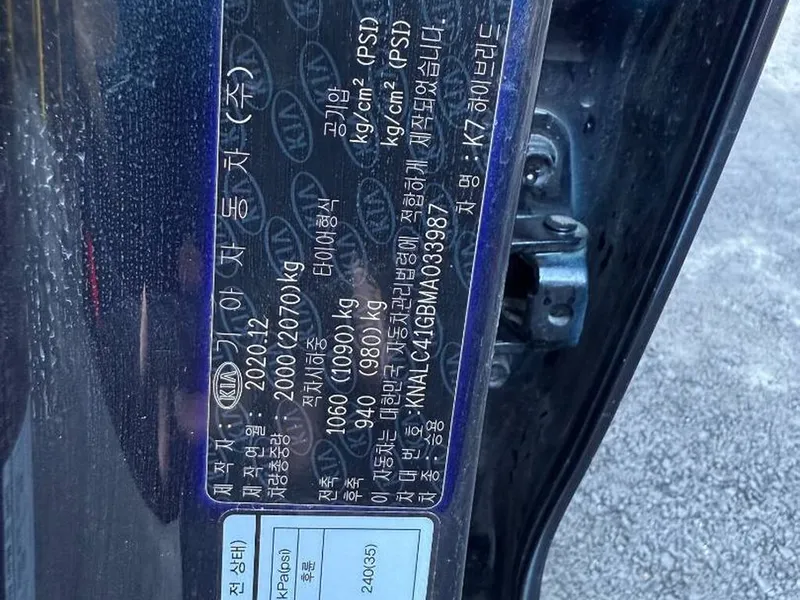 제 작 자 : KIA 기 아 자 동 차 (주)
제 작 연 월 : 2020.12
차량총중량 : 2000 (2070)kg
적차시하중 타이어형식 공기압
전축 1060 (1090)kg kg/cm² (PSI)
후축 940 (980)kg kg/cm² (PSI)
이 자동차는 대한민국 자동차관리법령에 적합하게 제작되었습니다.
차 대 번 호 : KNALC41GBMA033987
차 종 : 승용 차 명 : K7 하이브리드
전 상태)
kPa(psi)
후륜
240(35)